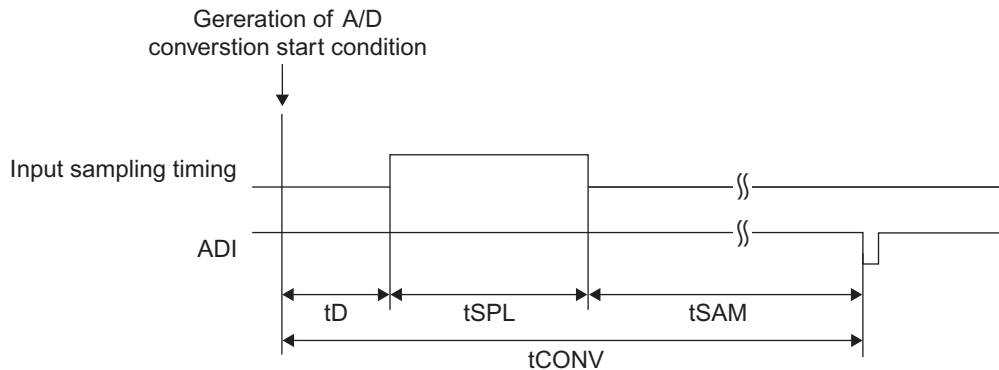 Gereration of A/D
converstion start condition
Input sampling timing
ADI
tD
tSPL
tSAM
tCONV